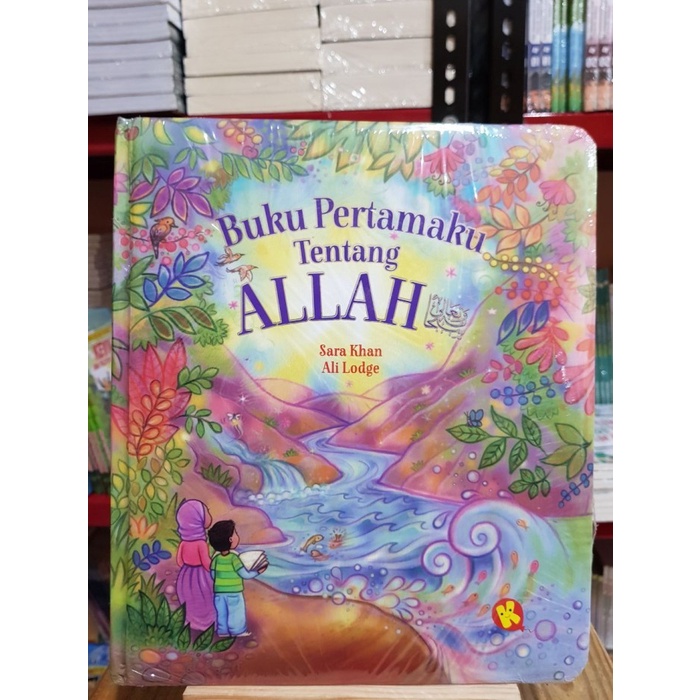 Buku Pertamaku
Tentang
ALLAH
Sara Khan
Ali Lodge
K